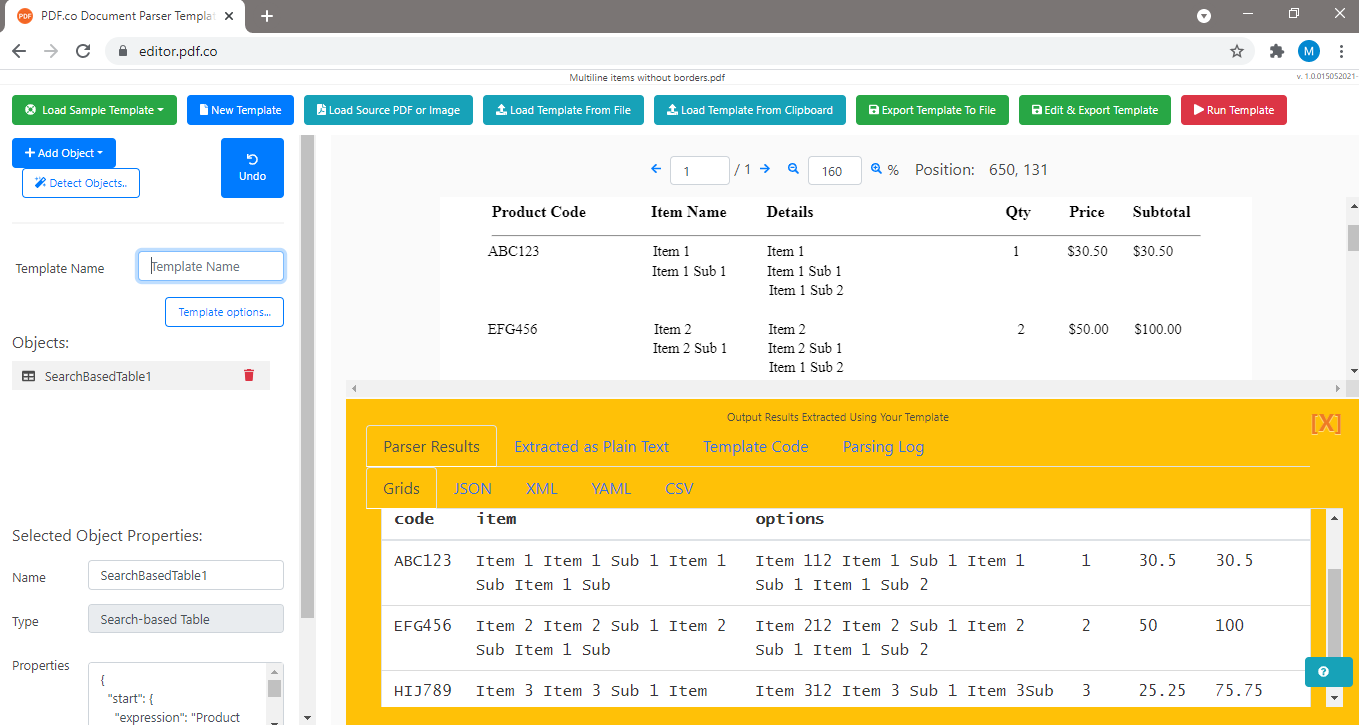 PDF.co Document Parser Templa
editor.pdf.co
M
Multiline items without borders.pdf
v. 1.0.015052021-
Load Sample Template
New Template
Load Source PDF or Image
Load Template From File
Load Template From Clipboard
Export Template To File
Edit & Export Template
Run Template
Add Object
Detect Objects..
Undo
1 / 1 160 % Position: 650, 131
Template Name
Template Name
Template options...
Objects:
SearchBasedTable1
Product Code Item Name Details Qty Price Subtotal
ABC123 Item 1 Item 1 1 $30.50 $30.50
Item 1 Sub 1 Item 1 Sub 1
Item 1 Sub 2
EFG456 Item 2 Item 2 2 $50.00 $100.00
Item 2 Sub 1 Item 2 Sub 1
Item 1 Sub 2
Output Results Extracted Using Your Template
[X]
Parser Results Extracted as Plain Text Template Code Parsing Log
Grids JSON XML YAML CSV
code item options
ABC123 Item 1 Item 1 Sub 1 Item 1 Item 112 Item 1 Sub 1 Item 1 1 30.5 30.5
Sub Item 1 Sub Sub 1 Item 1 Sub 2
EFG456 Item 2 Item 2 Sub 1 Item 2 Item 212 Item 2 Sub 1 Item 2 2 50 100
Sub Item 1 Sub Sub 1 Item 1 Sub 2
HIJ789 Item 3 Item 3 Sub 1 Item Item 312 Item 3 Sub 1 Item 3Sub 3 25.25 75.75
Selected Object Properties:
Name SearchBasedTable1
Type Search-based Table
Properties {
"start": {
"expression": "Product